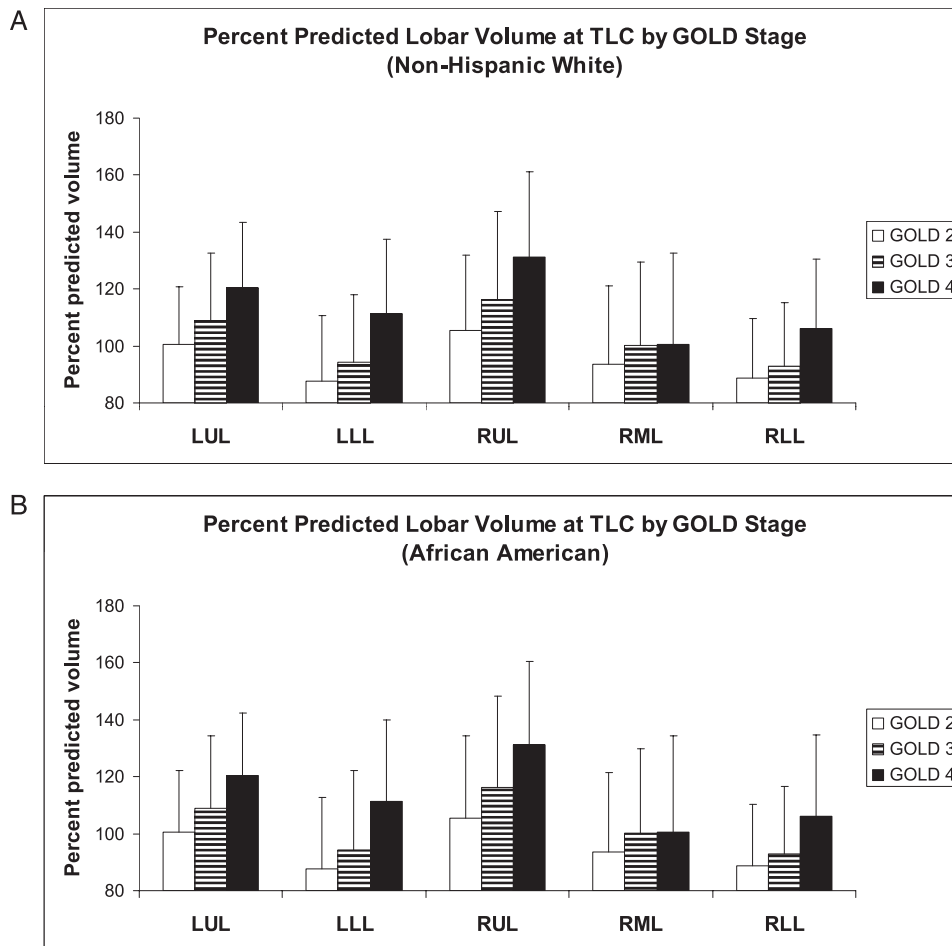 A
Percent Predicted Lobar Volume at TLC by GOLD Stage
(Non-Hispanic White)
Percent predicted volume
180
160
140
120
100
80
LUL LLL RUL RML RLL
GOLD 2
GOLD 3
GOLD 4
B
Percent Predicted Lobar Volume at TLC by GOLD Stage
(African American)
Percent predicted volume
180
160
140
120
100
80
LUL LLL RUL RML RLL
GOLD 2
GOLD 3
GOLD 4